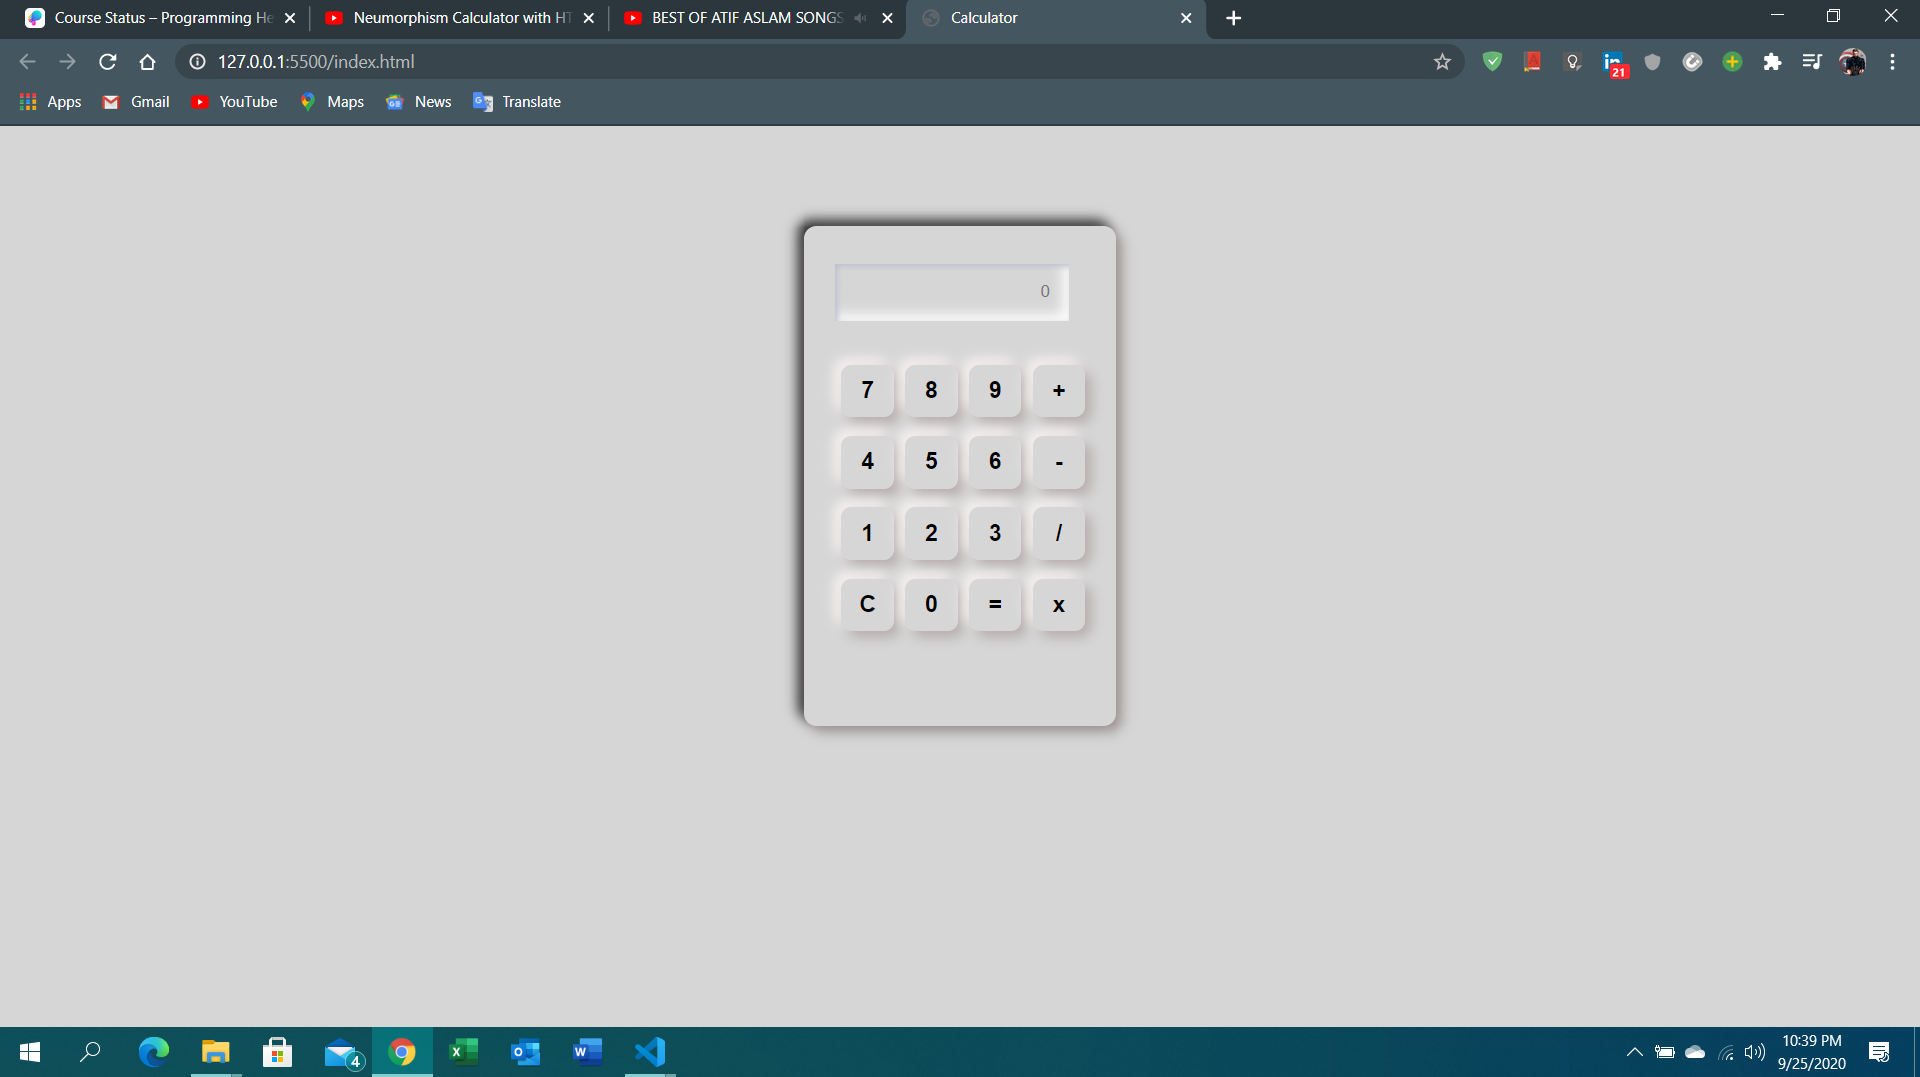 Course Status – Programming He
Neumorphism Calculator with HT
BEST OF ATIF ASLAM SONGS
Calculator
127.0.0.1:5500/index.html
21
Apps
Gmail
YouTube
Maps
News
Translate
0
7 8 9 +
4 5 6 -
1 2 3 /
C 0 = x
4
10:39 PM
9/25/2020